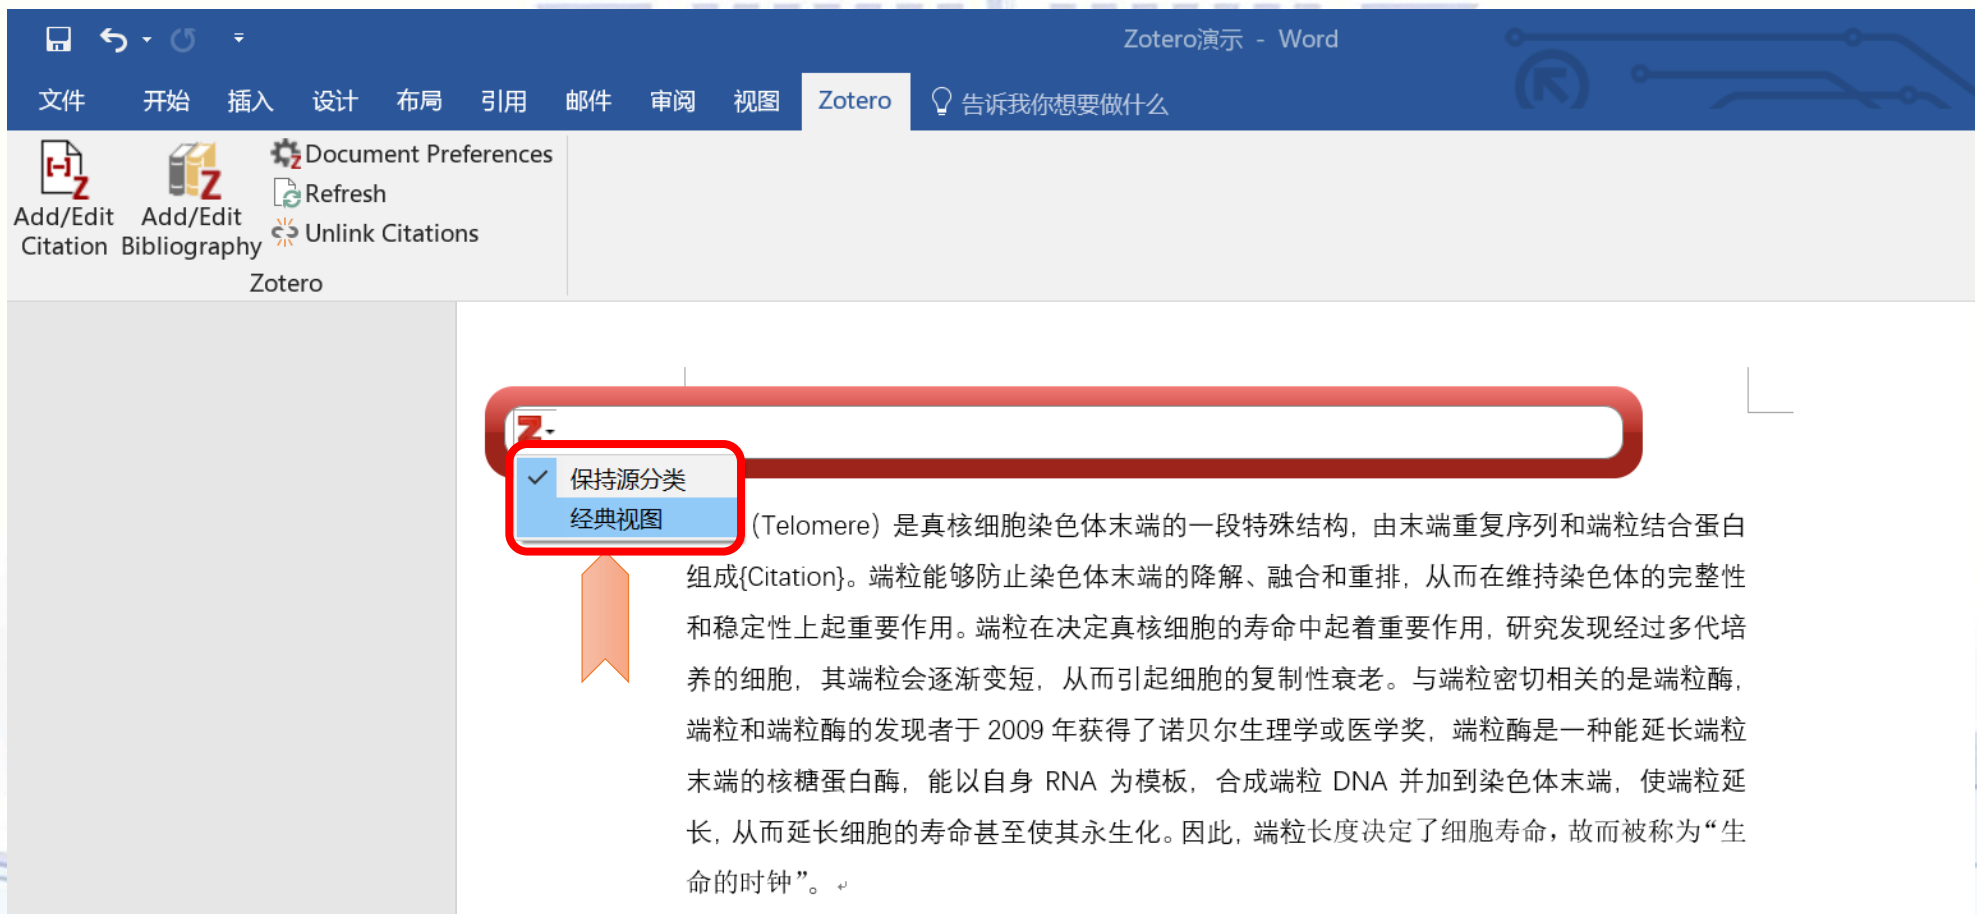 Zotero演示 - Word
文件 开始 插入 设计 布局 引用 邮件 审阅 视图 Zotero 告诉我你想要做什么
Add/Edit Citation
Add/Edit Bibliography
Document Preferences
Refresh
Unlink Citations
Zotero
保持源分类
经典视图
（Telomere）是真核细胞染色体末端的一段特殊结构，由末端重复序列和端粒结合蛋白
组成{Citation}。端粒能够防止染色体末端的降解、融合和重排，从而在维持染色体的完整性
和稳定性上起重要作用。端粒在决定真核细胞的寿命中起着重要作用，研究发现经过多代培
养的细胞，其端粒会逐渐变短，从而引起细胞的复制性衰老。与端粒密切相关的是端粒酶，
端粒和端粒酶的发现者于 2009 年获得了诺贝尔生理学或医学奖，端粒酶是一种能延长端粒
末端的核糖蛋白酶，能以自身 RNA 为模板，合成端粒 DNA 并加到染色体末端，使端粒延
长，从而延长细胞的寿命甚至使其永生化。因此，端粒长度决定了细胞寿命，故而被称为“生
命的时钟”。